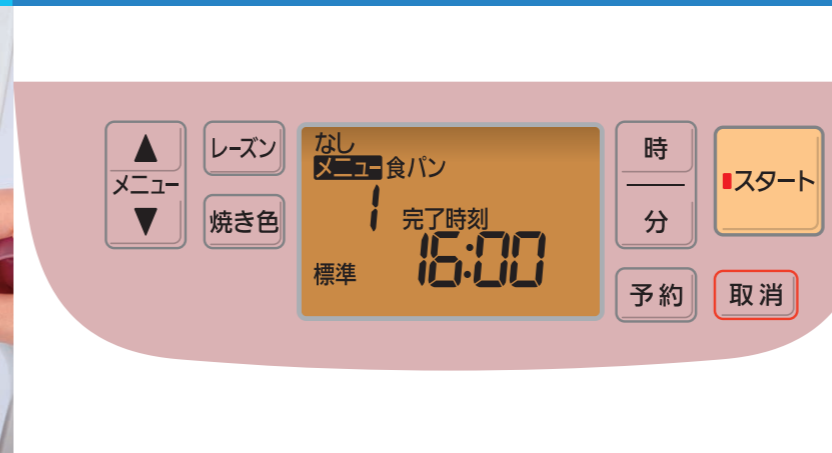 ▲
メニュー
▼
レーズン
焼き色
なし
メニュー 食パン
1
完了時刻
16:00
標準
時
分
予約
スタート
取消